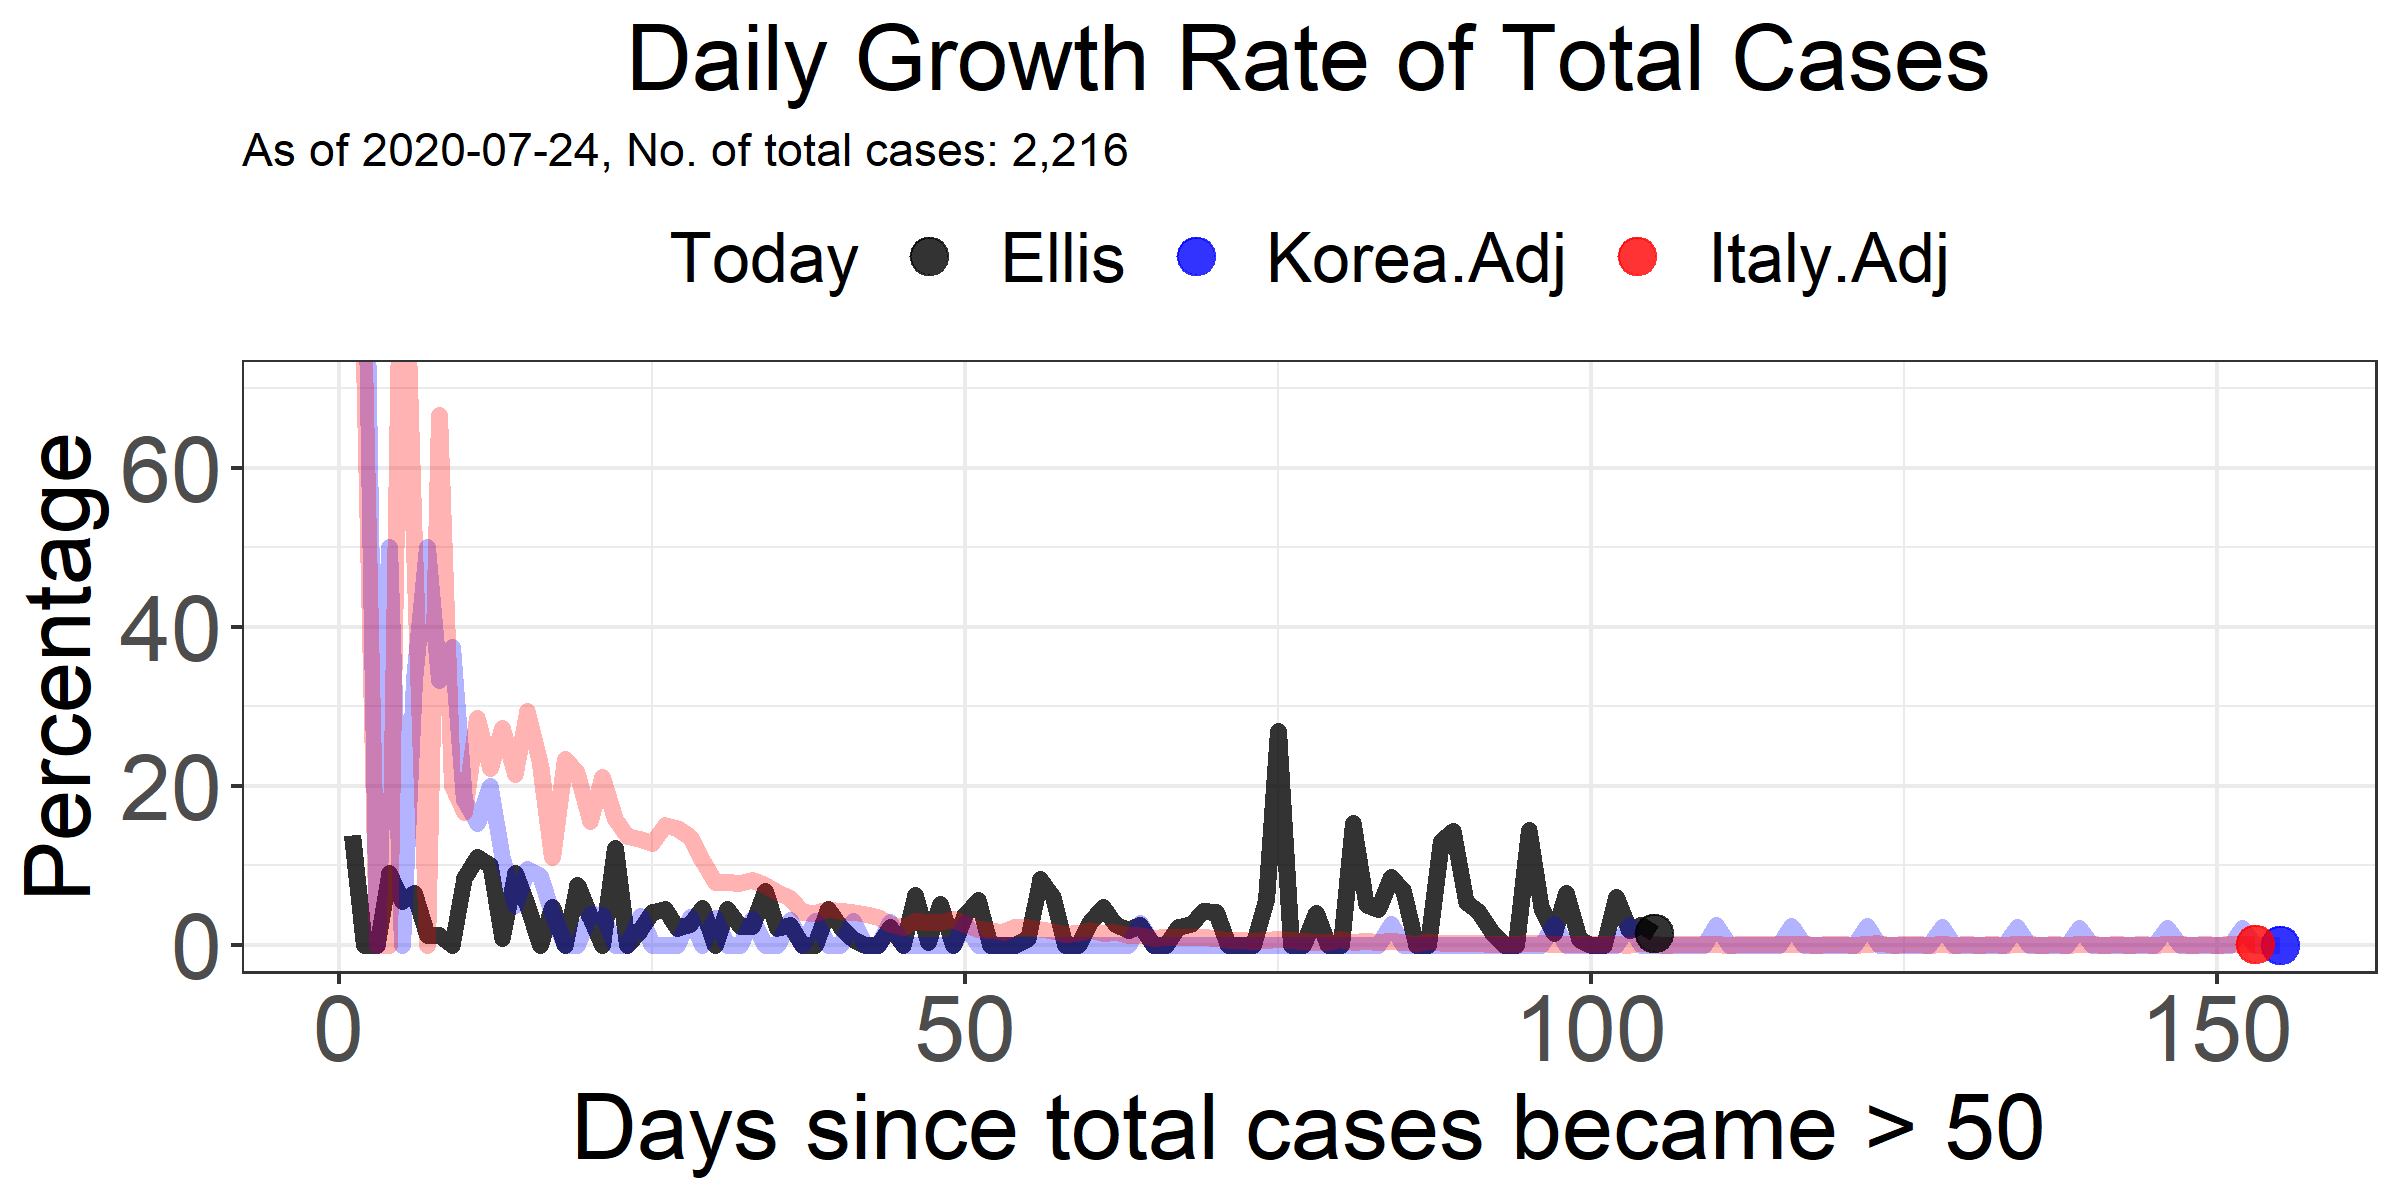 Daily Growth Rate of Total Cases
As of 2020-07-24, No. of total cases: 2,216
Today Ellis Korea.Adj Italy.Adj
Percentage
60
40
20
0
0 50 100 150
Days since total cases became > 50